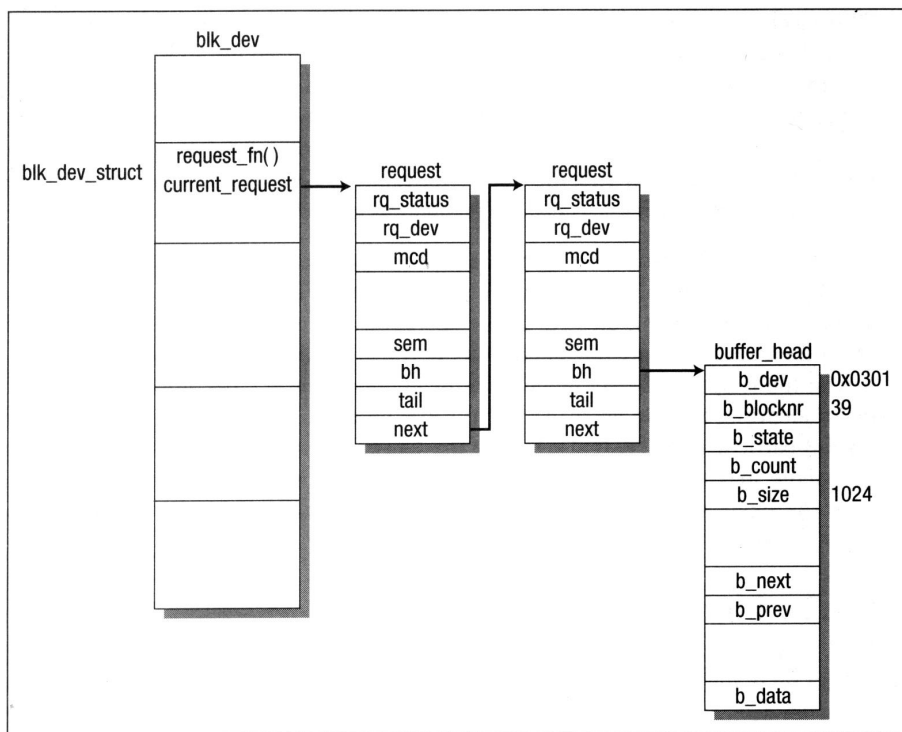 blk_dev
blk_dev_struct
request_fn( )
current_request
request
rq_status
rq_dev
mcd
sem
bh
tail
next
request
rq_status
rq_dev
mcd
sem
bh
tail
next
buffer_head
b_dev 0x0301
b_blocknr 39
b_state
b_count
b_size 1024
b_next
b_prev
b_data